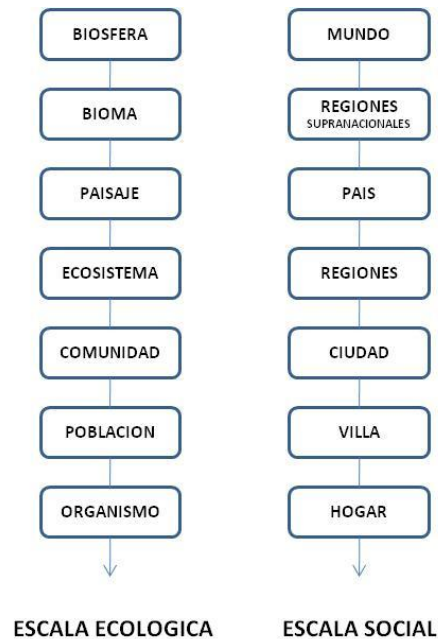 BIOSFERA
BIOMA
PAISAJE
ECOSISTEMA
COMUNIDAD
POBLACION
ORGANISMO
ESCALA ECOLOGICA
MUNDO
REGIONES
SUPRANACIONALES
PAIS
REGIONES
CIUDAD
VILLA
HOGAR
ESCALA SOCIAL